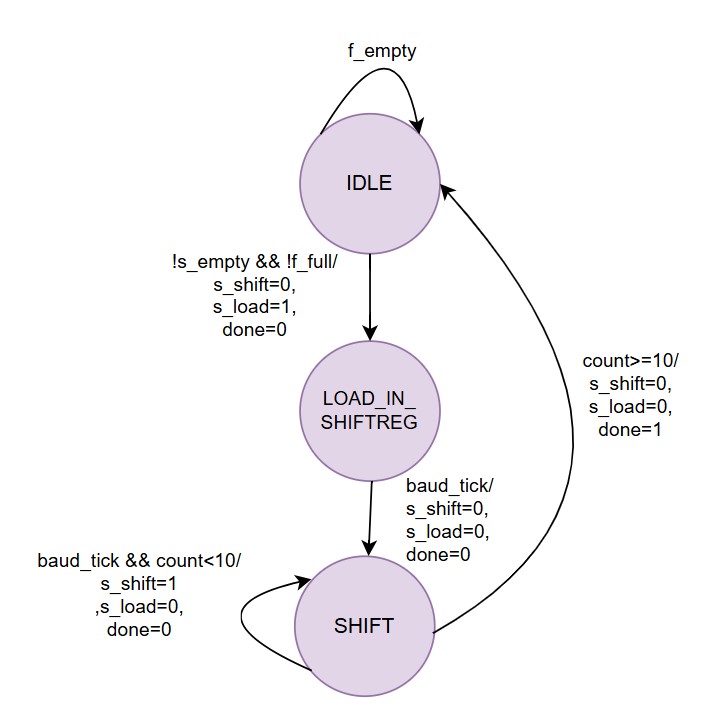 f_empty
IDLE
!s_empty && !f_full/
s_shift=0,
s_load=1,
done=0
LOAD_IN_
SHIFTREG
count>=10/
s_shift=0,
s_load=0,
done=1
baud_tick/
s_shift=0,
s_load=0,
done=0
baud_tick && count<10/
s_shift=1
,s_load=0,
done=0
SHIFT